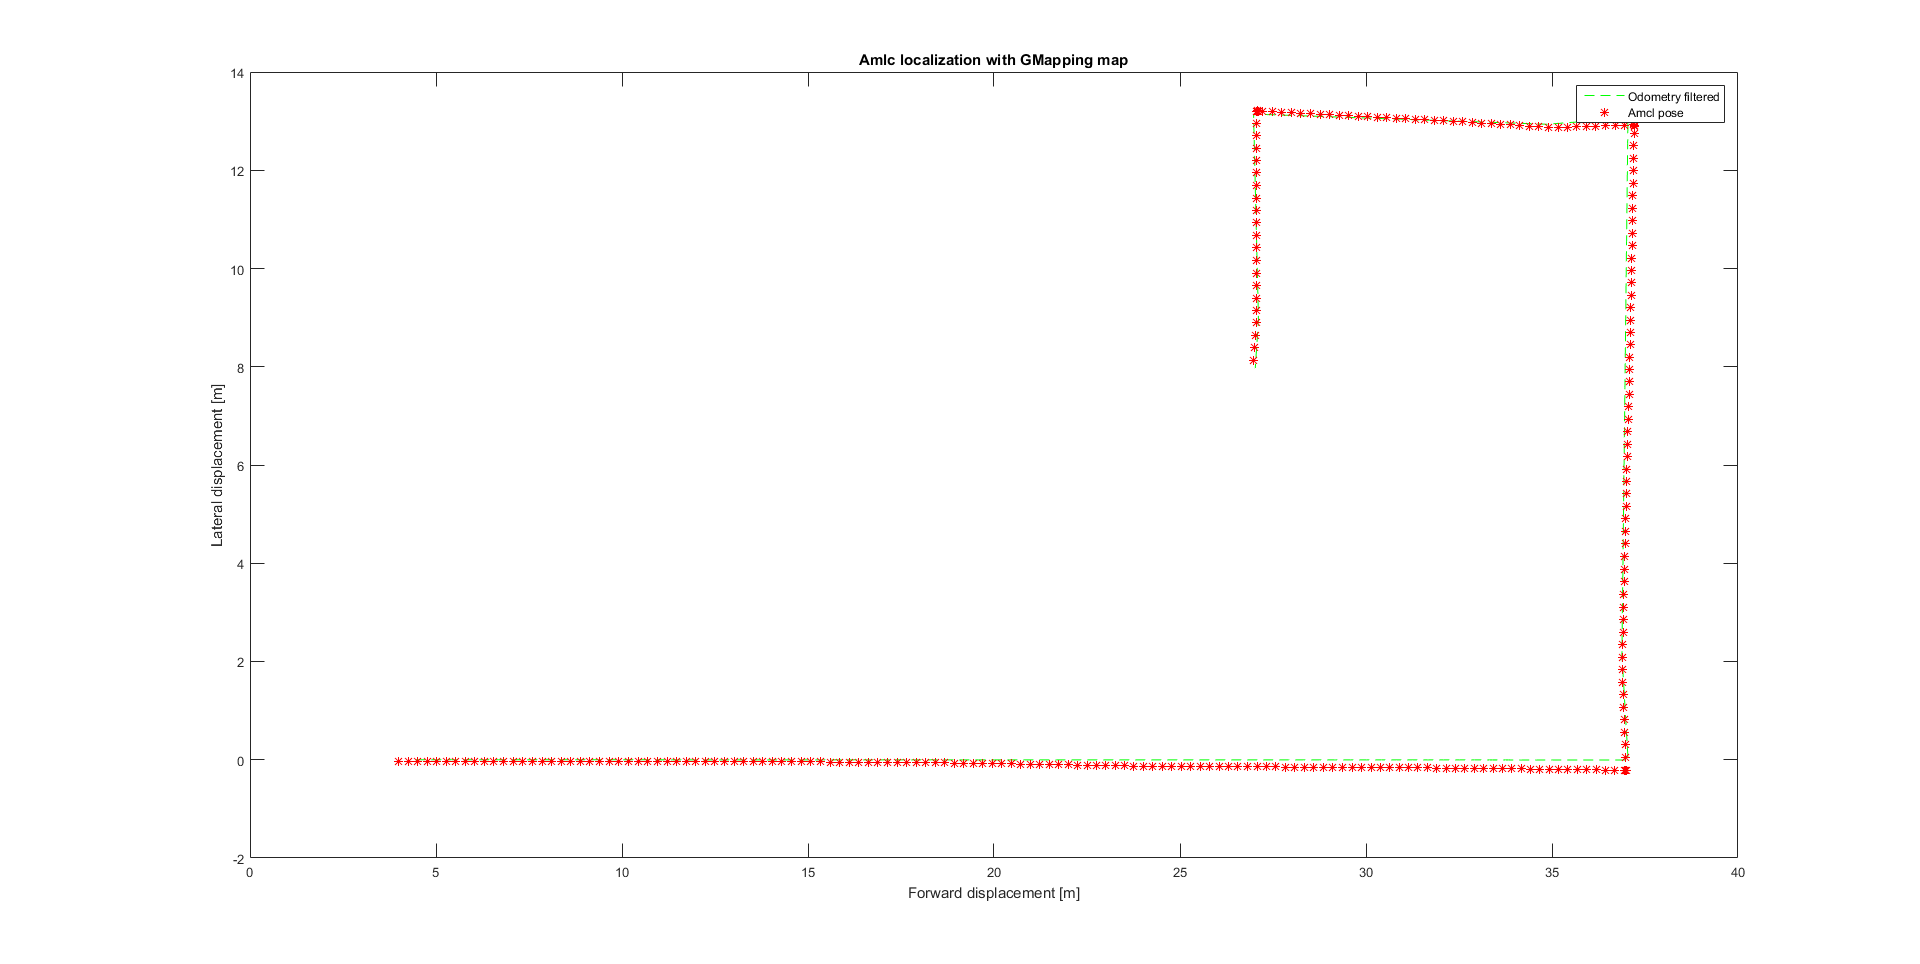 Amlc localization with GMapping map
Odometry filtered
Amcl pose
14
12
10
8
6
4
2
0
-2
Lateral displacement [m]
0 5 10 15 20 25 30 35 40
Forward displacement [m]